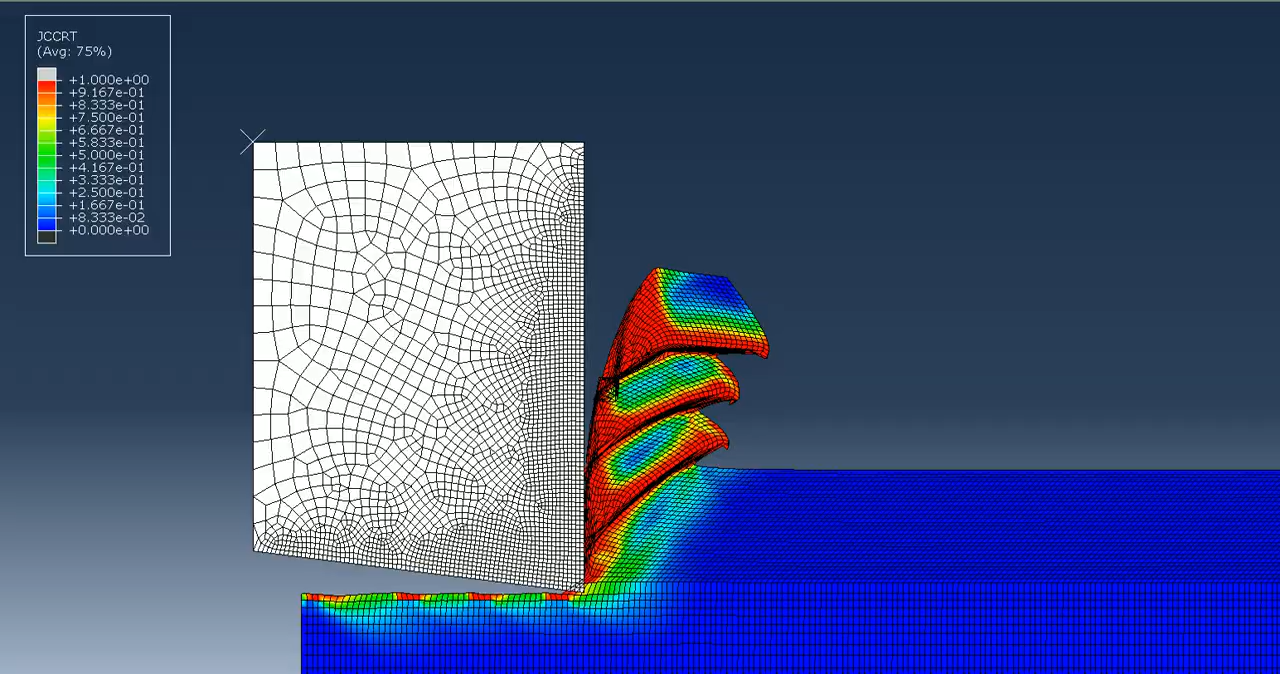 JCCRT
(Avg: 75%)
+1.000e+00
+9.167e-01
+8.333e-01
+7.500e-01
+6.667e-01
+5.833e-01
+5.000e-01
+4.167e-01
+3.333e-01
+2.500e-01
+1.667e-01
+8.333e-02
+0.000e+00